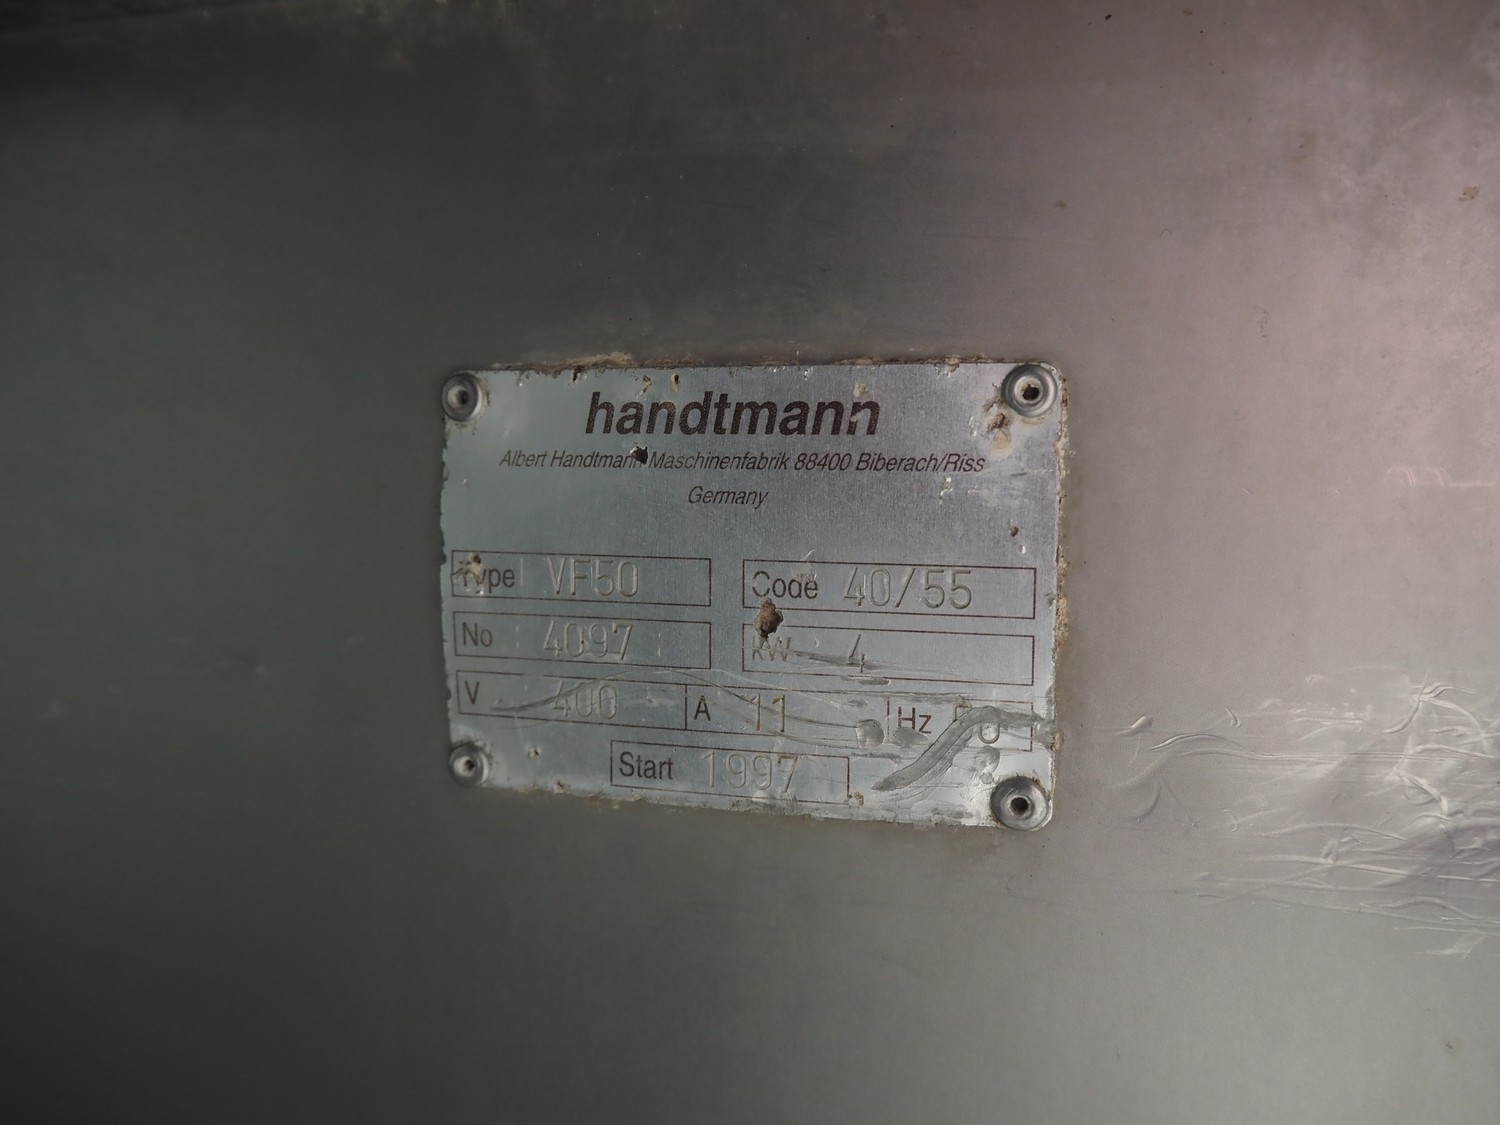 handtmann
Albert Handtmann Maschinenfabrik 88400 Biberach/Riss
Germany
Type VF50 Code 40/55
No 4097 kW 4
V 400 A 11 Hz 50
Start 1997